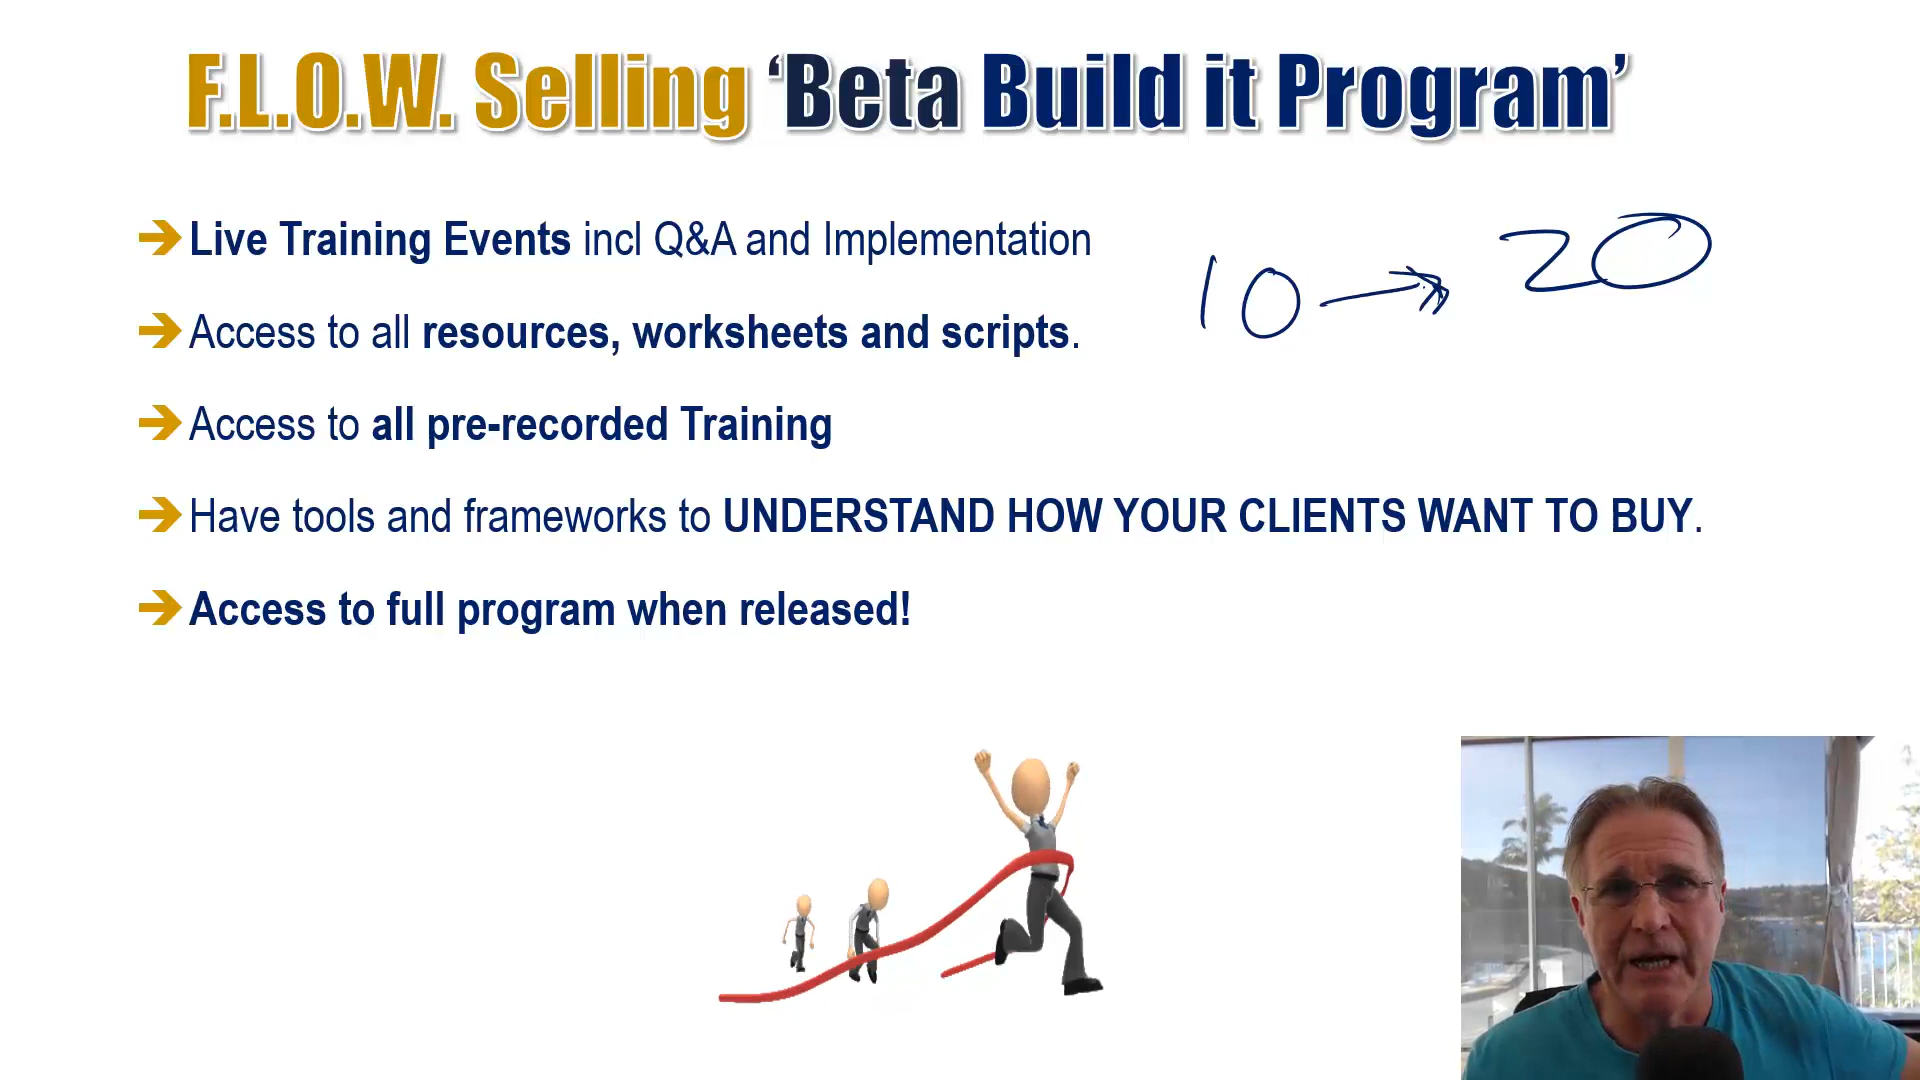 F.L.O.W. Selling ‘Beta Build it Program’
Live Training Events incl Q&A and Implementation
10 → 20
Access to all resources, worksheets and scripts.
Access to all pre-recorded Training
Have tools and frameworks to UNDERSTAND HOW YOUR CLIENTS WANT TO BUY.
Access to full program when released!